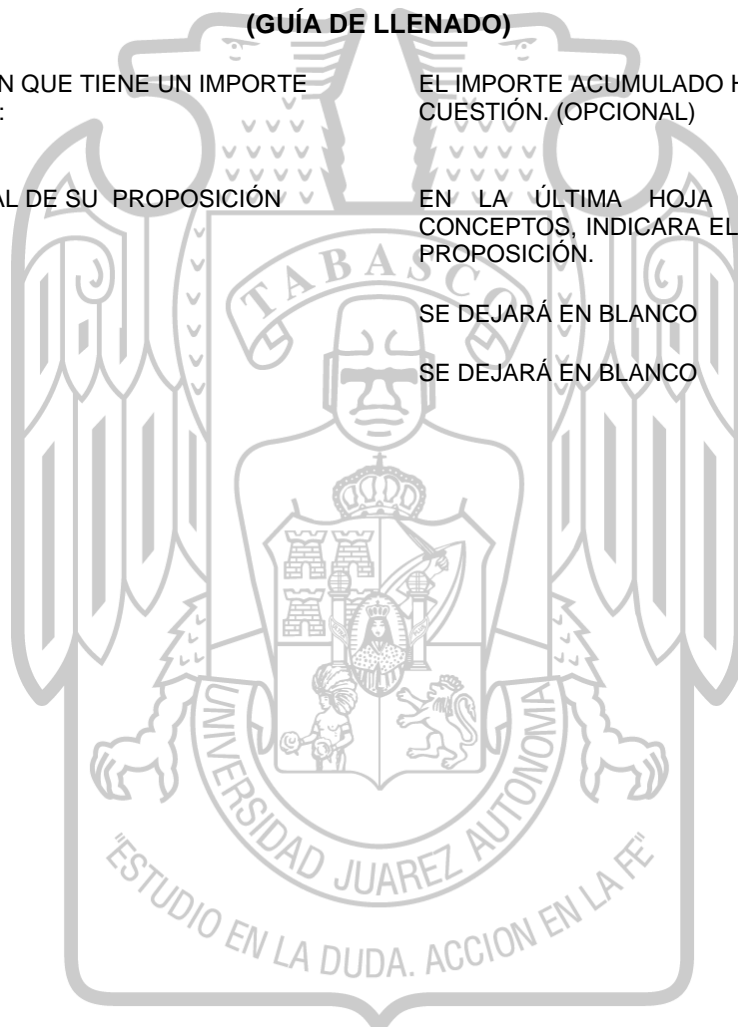 (GUÍA DE LLENADO)
N QUE TIENE UN IMPORTE
:
EL IMPORTE ACUMULADO H
CUESTIÓN. (OPCIONAL)
AL DE SU PROPOSICIÓN
EN LA ÚLTIMA HOJA
CONCEPTOS, INDICARA EL
PROPOSICIÓN.
SE DEJARÁ EN BLANCO
SE DEJARÁ EN BLANCO
TABASCO
UNIVERSIDAD JUAREZ AUTONOMA
"ESTUDIO EN LA DUDA. ACCION EN LA FE"